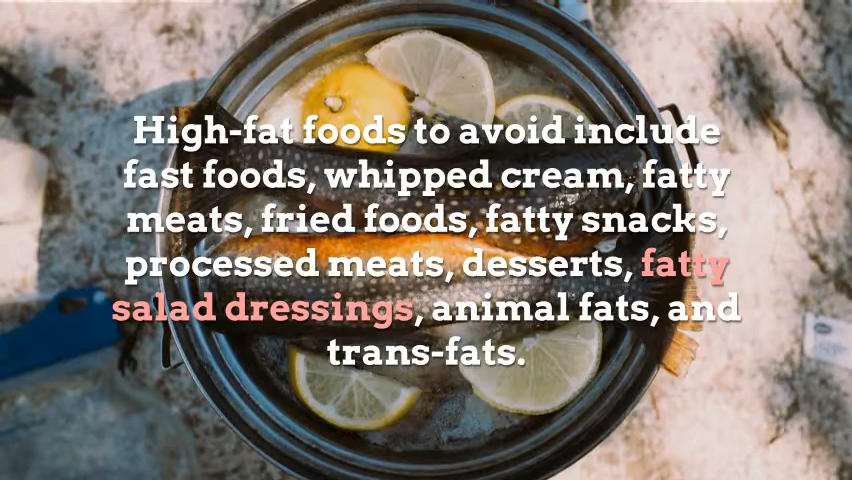 High-fat foods to avoid include
fast foods, whipped cream, fatty
meats, fried foods, fatty snacks,
processed meats, desserts, fatty
salad dressings, animal fats, and
trans-fats.